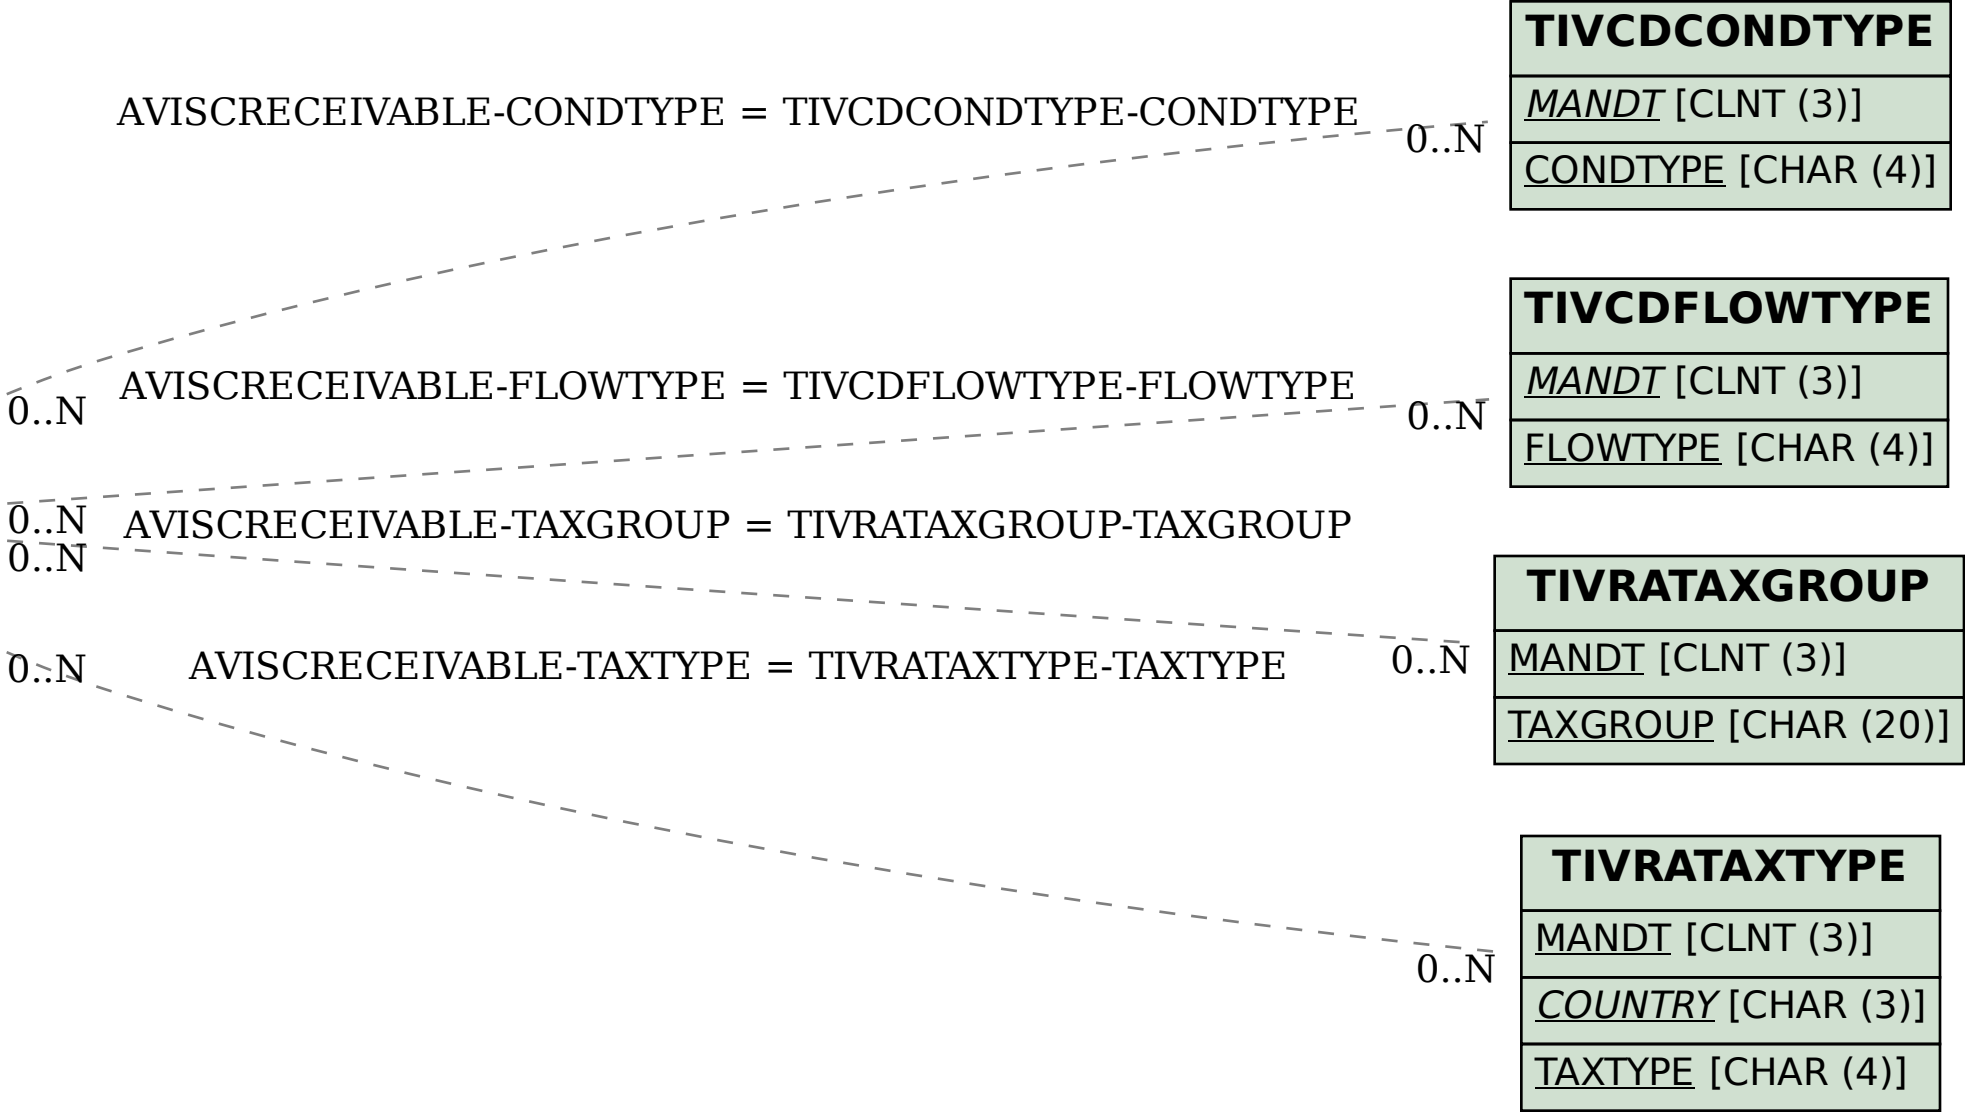 TIVCDCONDTYPE
AVISCRECEIVABLE-CONDTYPE = TIVCDCONDTYPE-CONDTYPE
MANDT [CLNT (3)]
0..N
CONDTYPE [CHAR (4)]
TIVCDFLOWTYPE
AVISCRECEIVABLE-FLOWTYPE = TIVCDFLOWTYPE-FLOWTYPE
MANDT [CLNT (3)]
0..N
0..N
FLOWTYPE [CHAR (4)]
0..N
AVISCRECEIVABLE-TAXGROUP = TIVRATAXGROUP-TAXGROUP
0..N
TIVRATAXGROUP
0..N
AVISCRECEIVABLE-TAXTYPE = TIVRATAXTYPE-TAXTYPE
0..N
MANDT [CLNT (3)]
TAXGROUP [CHAR (20)]
TIVRATAXTYPE
MANDT [CLNT (3)]
0..N
COUNTRY [CHAR (3)]
TAXTYPE [CHAR (4)]